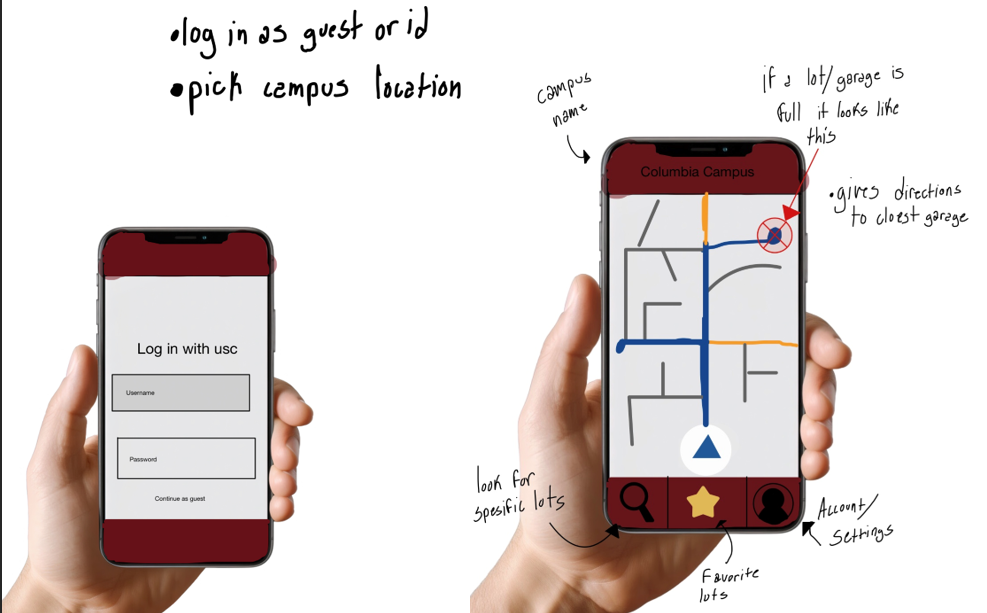 •log in as guest or id
•pick campus location
campus
name
if a lot/garage is
full it looks like
this
Columbia Campus
•gives directions
to cloest garage
Log in with usc
Username
Password
Continue as guest
look for
spesific lots
Favorite
lots
Account/
Settings